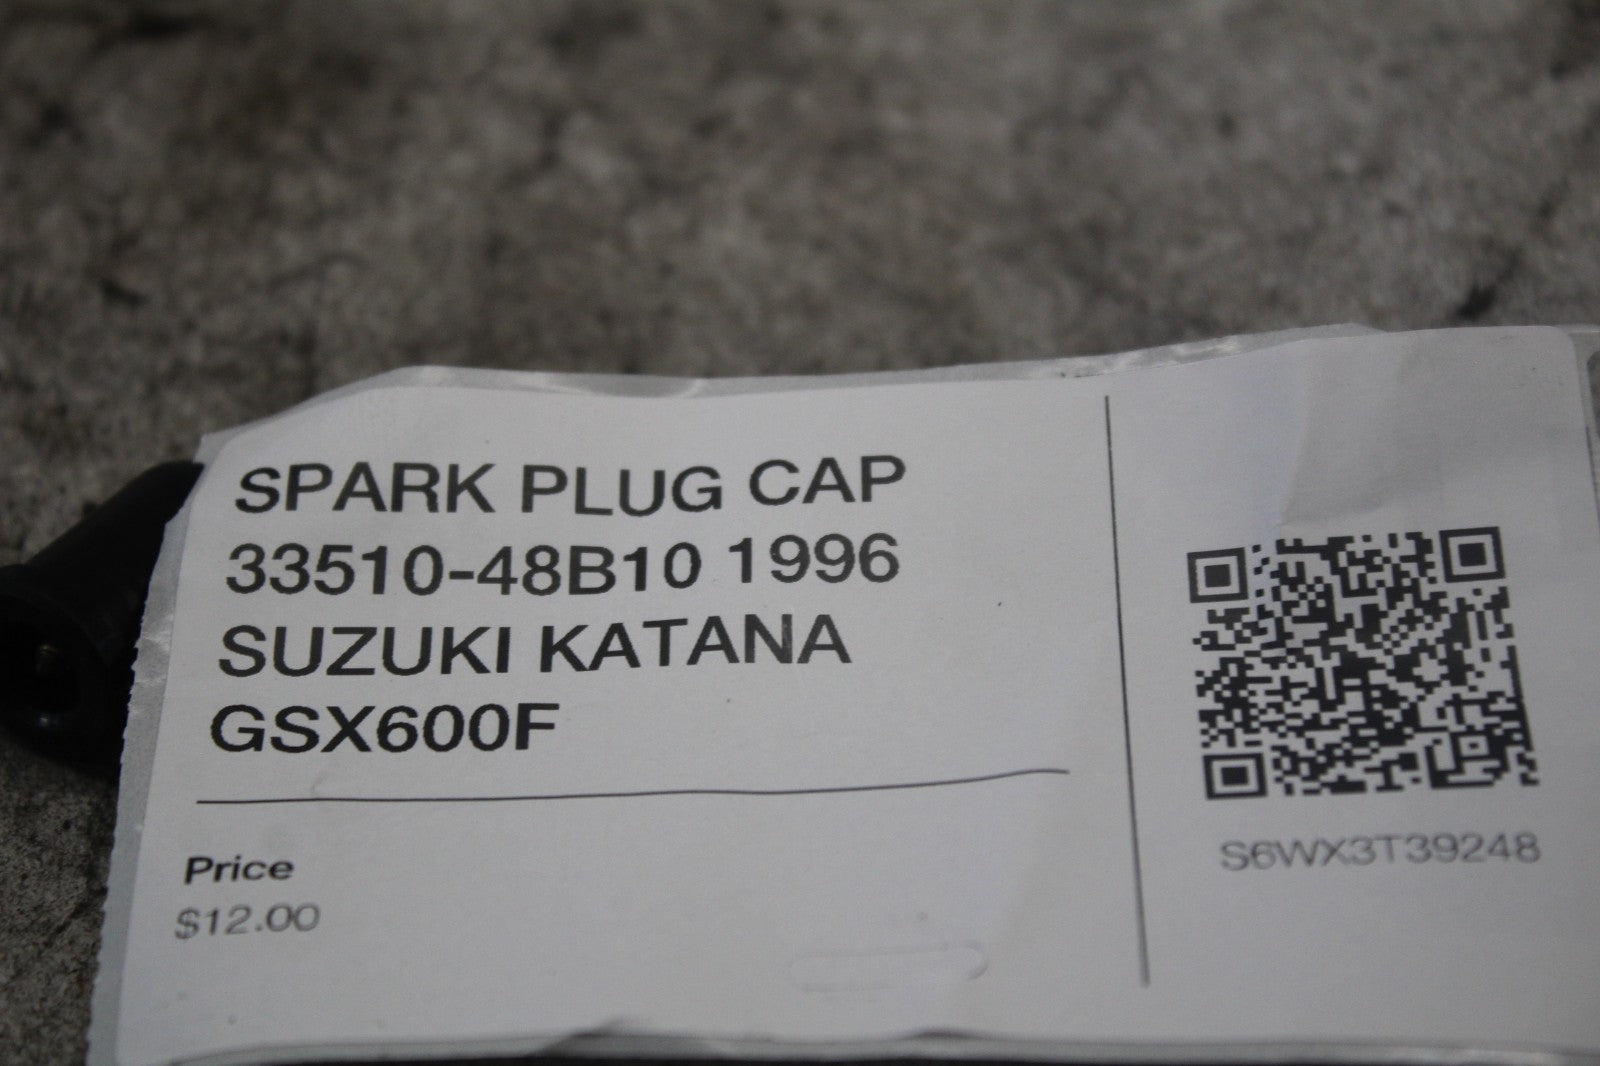 SPARK PLUG CAP
33510-48B10 1996
SUZUKI KATANA
GSX600F
Price
$12.00
S6WX3T39248